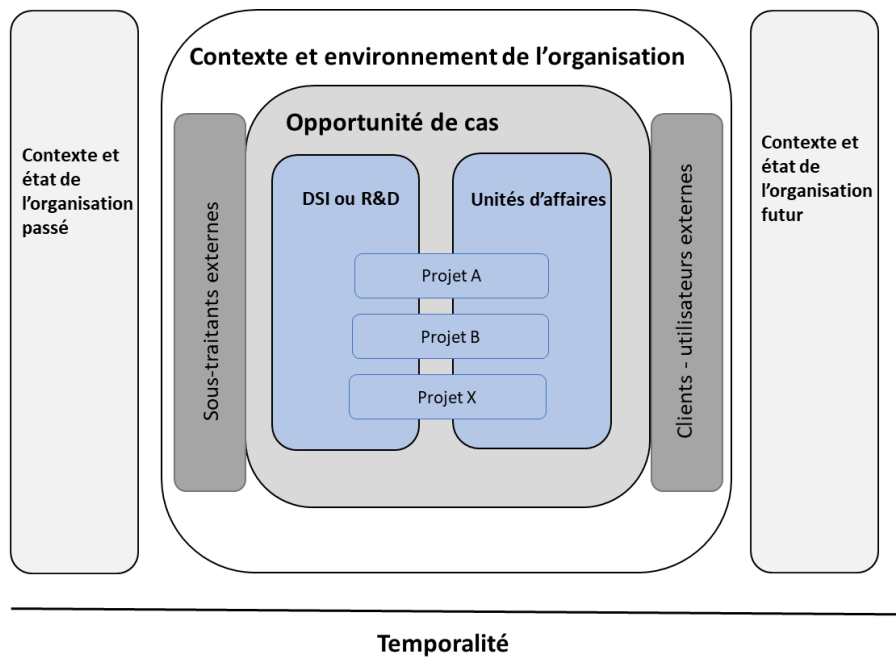 Contexte et environnement de l’organisation
Opportunité de cas
Contexte et
état de
l’organisation
passé
Sous-traitants externes
DSI ou R&D
Unités d’affaires
Projet A
Projet B
Projet X
Clients - utilisateurs externes
Contexte et
état de
l’organisation
futur
Temporalité